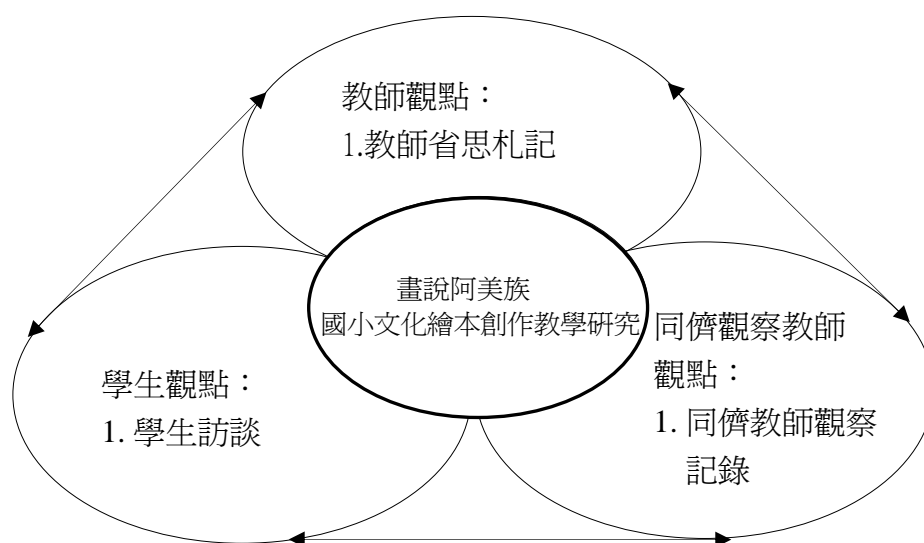 教師觀點：
1.教師省思札記
畫說阿美族
國小文化繪本創作教學研究
學生觀點：
1. 學生訪談
同儕觀察教師
觀點：
1. 同儕教師觀察
記錄